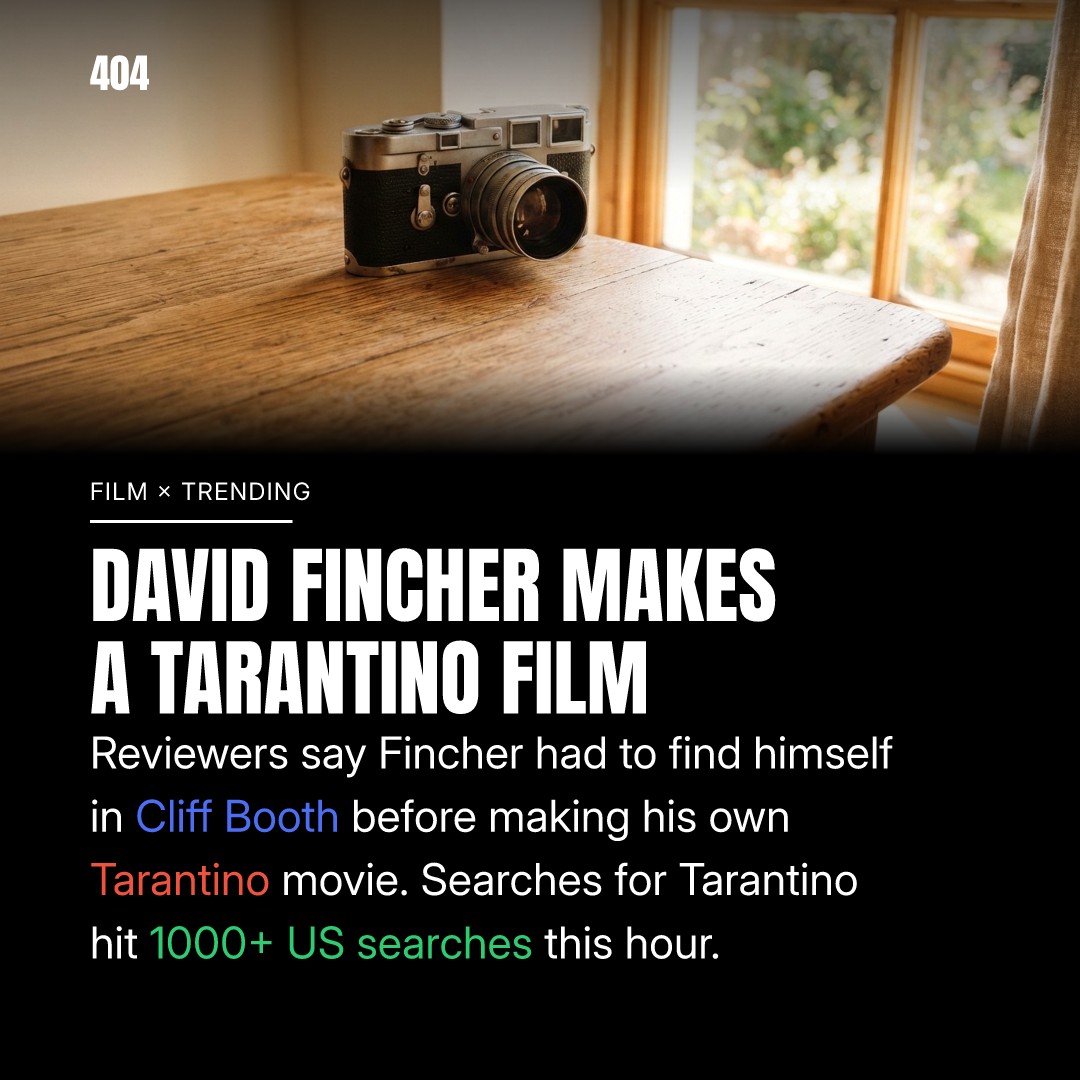 404
FILM × TRENDING
DAVID FINCHER MAKES
A TARANTINO FILM
Reviewers say Fincher had to find himself
in Cliff Booth before making his own
Tarantino movie. Searches for Tarantino
hit 1000+ US searches this hour.